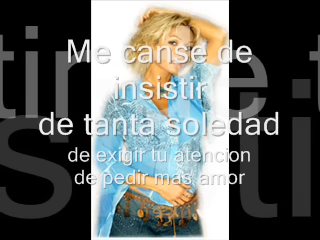 Me canse de
insistir
de tanta soledad
de exigir tu atencion
de pedir mas amor